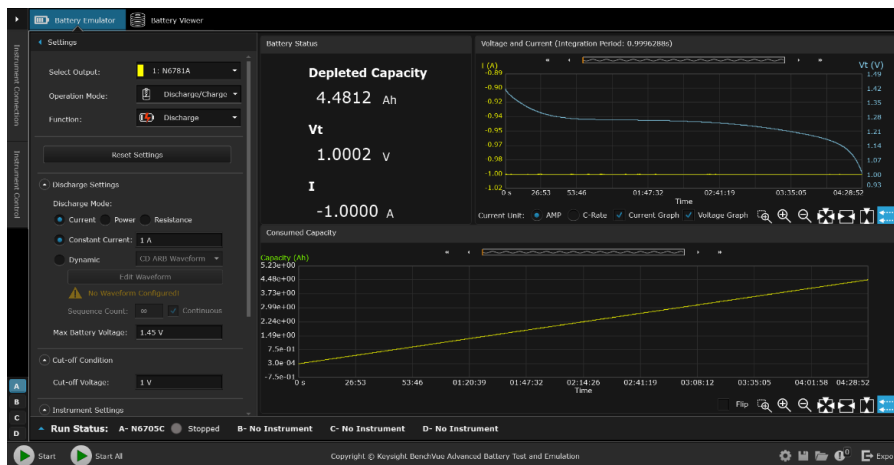 Battery Emulator
Battery Viewer
Instrument Connection
Instrument Control
Settings
Select Output: 1: N6781A
Operation Mode: Discharge/Charge
Function: Discharge
Reset Settings
Discharge Settings
Discharge Mode:
Current Power Resistance
Constant Current: 1 A
Dynamic CD ARB Waveform
Edit Waveform
No Waveform Configured!
Sequence Count: ∞ Continuous
Max Battery Voltage: 1.45 V
Cut-off Condition
Cut-off Voltage: 1 V
Instrument Settings
Battery Status
Depleted Capacity
4.4812 Ah
Vt
1.0002 V
I
-1.0000 A
Voltage and Current (Integration Period: 0.9996288s)
I (A) Vt (V)
-0.89 1.49
-0.90 1.42
-0.92 1.35
-0.94 1.28
-0.95 1.21
-0.97 1.14
-0.98 1.07
-1.00 1.00
-1.02 0.93
0 s 26:53 53:46 01:47:32 02:41:19 03:35:05 04:28:52
Time
Current Unit: AMP C-Rate Current Graph Voltage Graph
Consumed Capacity
Capacity (Ah)
5.23e+00
4.48e+00
3.73e+00
2.99e+00
2.24e+00
1.49e+00
7.5e-01
3.0e-04
-7.5e-01
0 s 26:53 53:46 01:20:39 01:47:32 02:14:26 02:41:19 03:08:12 03:35:05 04:01:58 04:28:52
Time
Flip
A
B
C
D
Run Status: A- N6705C Stopped B- No Instrument C- No Instrument D- No Instrument
Start Start All Copyright © Keysight BenchVue Advanced Battery Test and Emulation 0 Expo